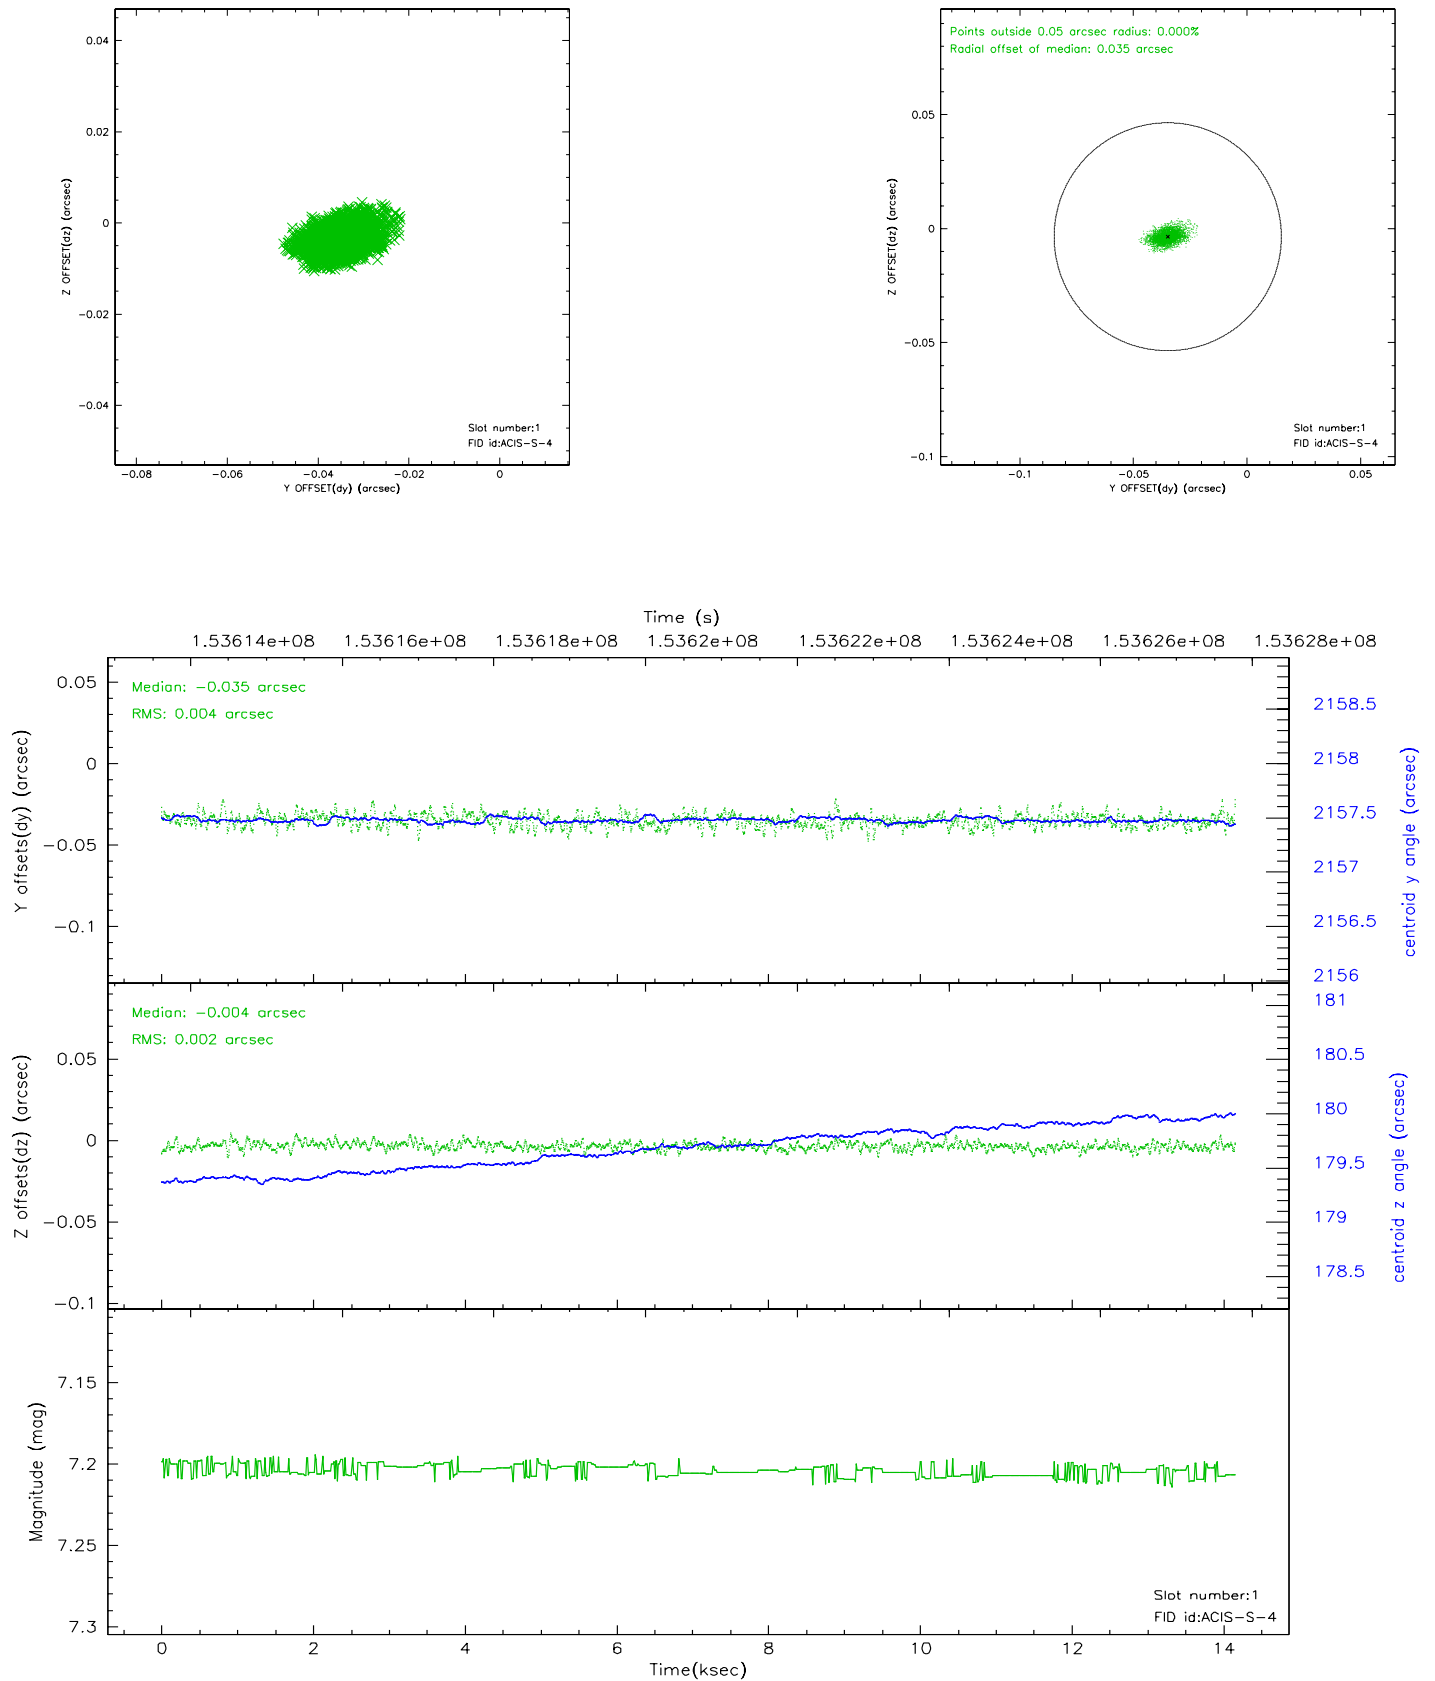 0.04
0.02
0
-0.02
-0.04
Z OFFSET(dz) (arcsec)
Slot number:1
FID id:ACIS-S-4
-0.08 -0.06 -0.04 -0.02 0
Y OFFSET(dy) (arcsec)
Points outside 0.05 arcsec radius: 0.000%
Radial offset of median: 0.035 arcsec
0.05
0
-0.05
-0.1
Z OFFSET(dz) (arcsec)
Slot number:1
FID id:ACIS-S-4
-0.1 -0.05 0 0.05
Y OFFSET(dy) (arcsec)
Time (s)
1.53614e+08 1.53616e+08 1.53618e+08 1.5362e+08 1.53622e+08 1.53624e+08 1.53626e+08 1.53628e+08
Median: -0.035 arcsec
RMS: 0.004 arcsec
0.05
0
-0.05
-0.1
Y offsets(dy) (arcsec)
2158.5
2158
2157.5
2157
2156.5
2156
centroid y angle (arcsec)
Median: -0.004 arcsec
RMS: 0.002 arcsec
0.05
0
-0.05
-0.1
Z offsets(dz) (arcsec)
181
180.5
180
179.5
179
178.5
centroid z angle (arcsec)
7.15
7.2
7.25
7.3
Magnitude (mag)
Slot number:1
FID id:ACIS-S-4
0 2 4 6 8 10 12 14
Time(ksec)